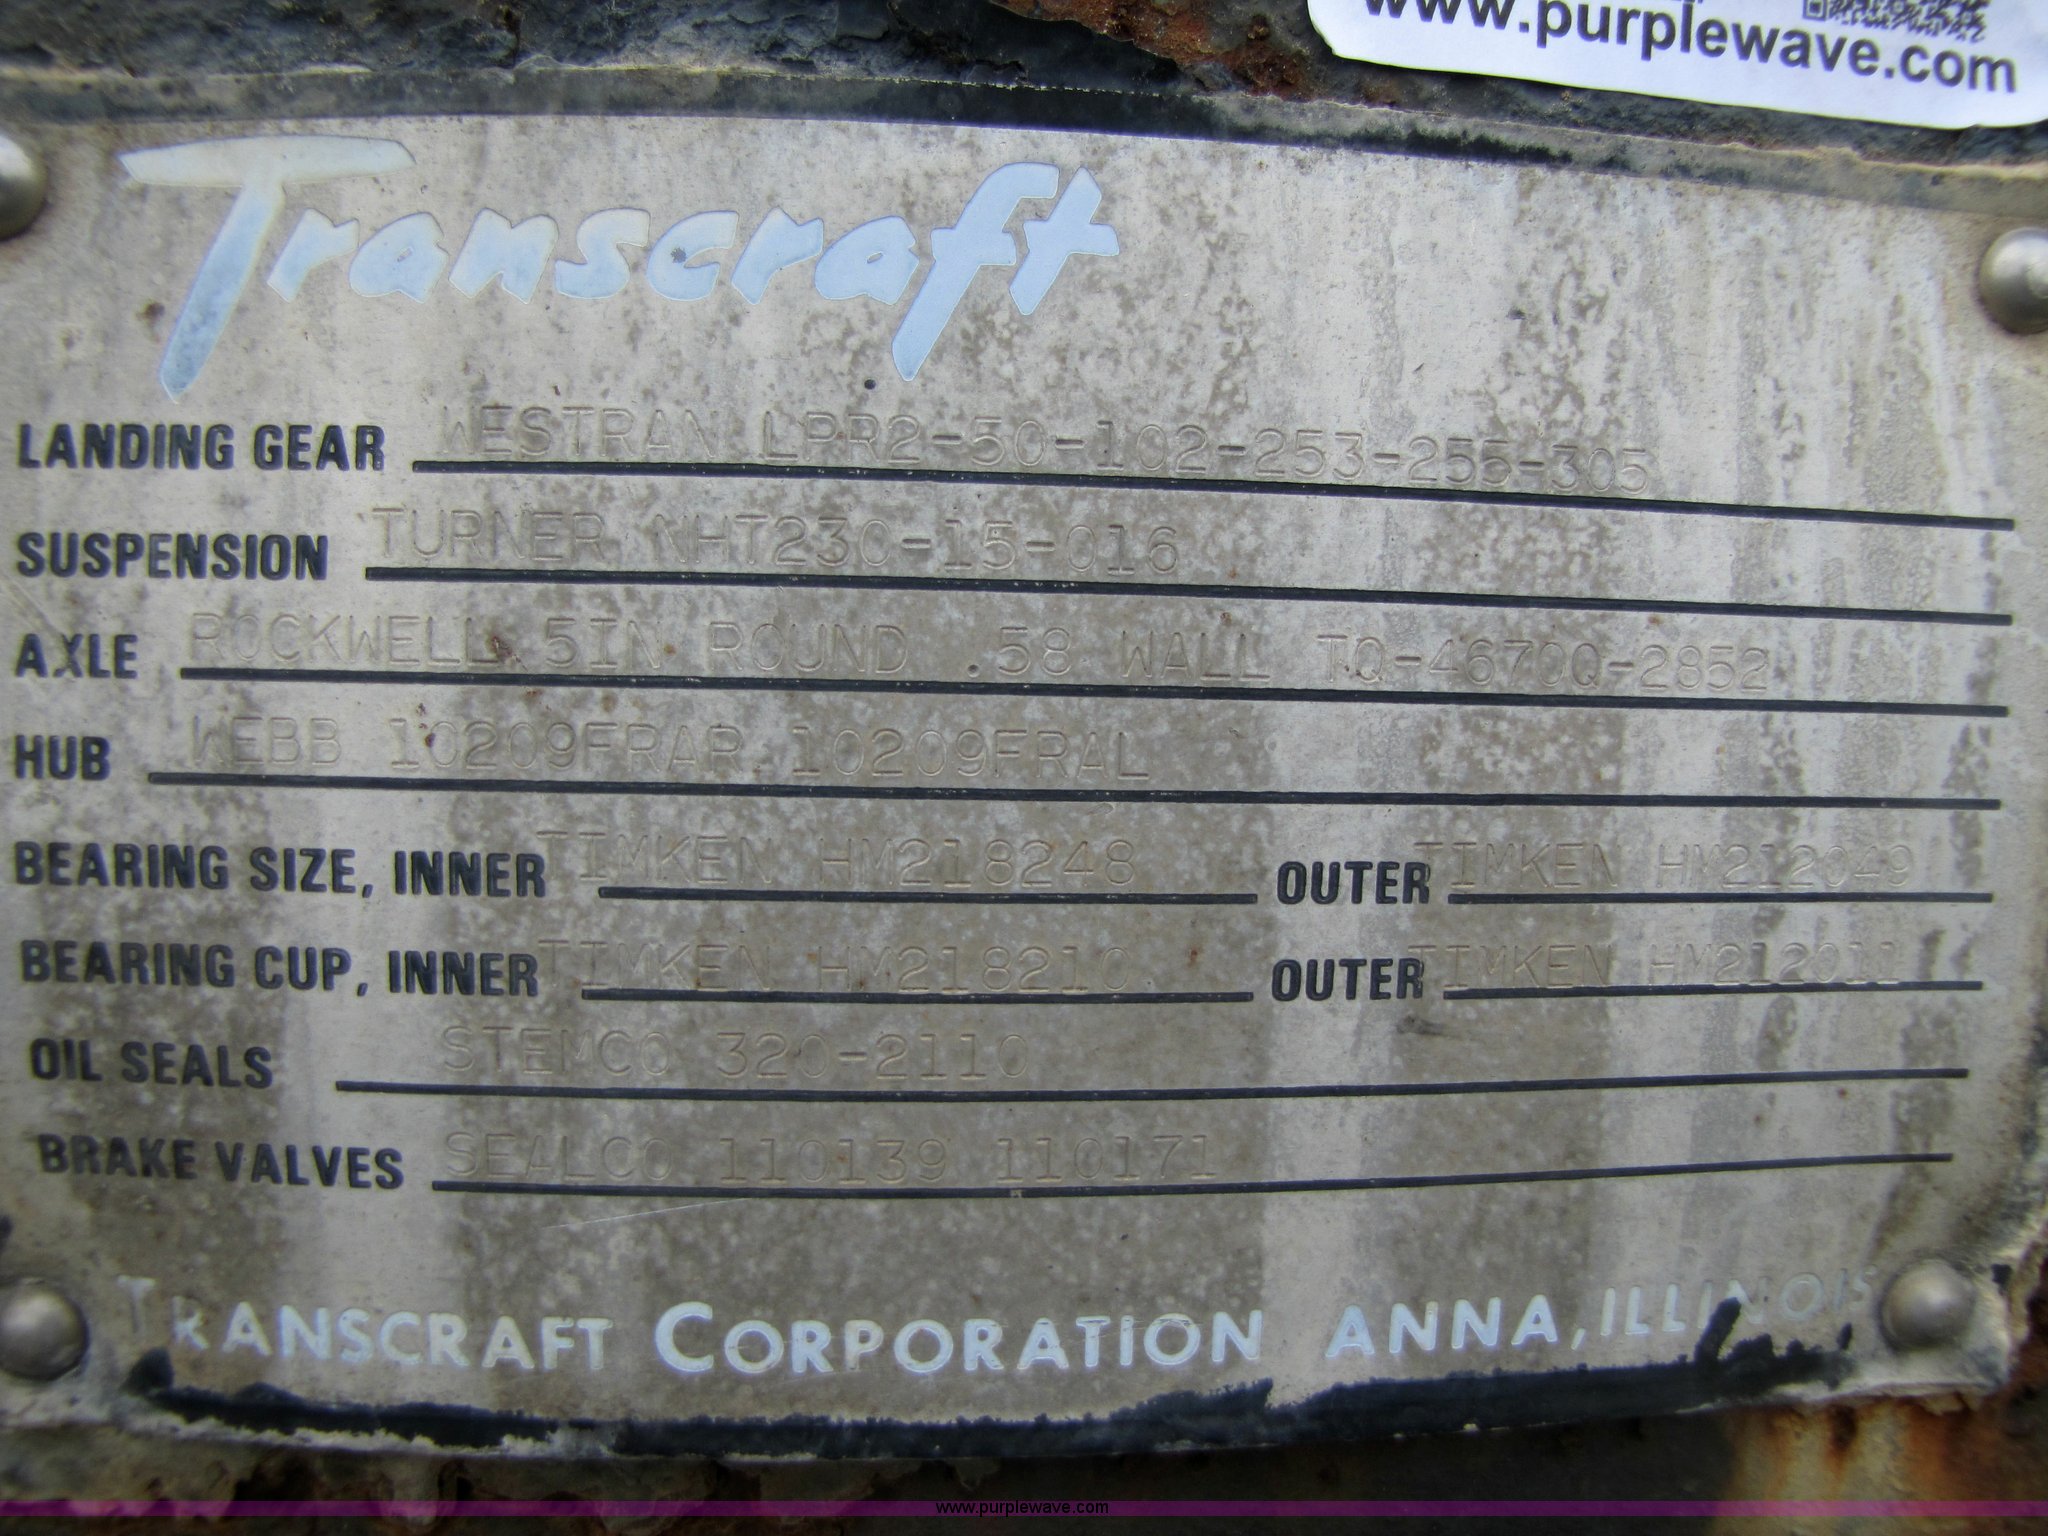 www.purplewave.com
Transcraft
LANDING GEAR WESTRAN LPR2-50-102-253-255-305
SUSPENSION TURNER NHT230-15-016
AXLE ROCKWELL 5IN ROUND .58 WALL TQ-4670Q-2852
HUB WEBB 10209FRAR 10209FRAL
BEARING SIZE, INNER TIMKEN HM218248 OUTER TIMKEN HM212049
BEARING CUP, INNER TIMKEN HM218210 OUTER TIMKEN HM212011
OIL SEALS STEMCO 320-2110
BRAKE VALVES SEALCO 110139 110171
TRANSCRAFT CORPORATION ANNA, ILLINOIS
www.purplewave.com